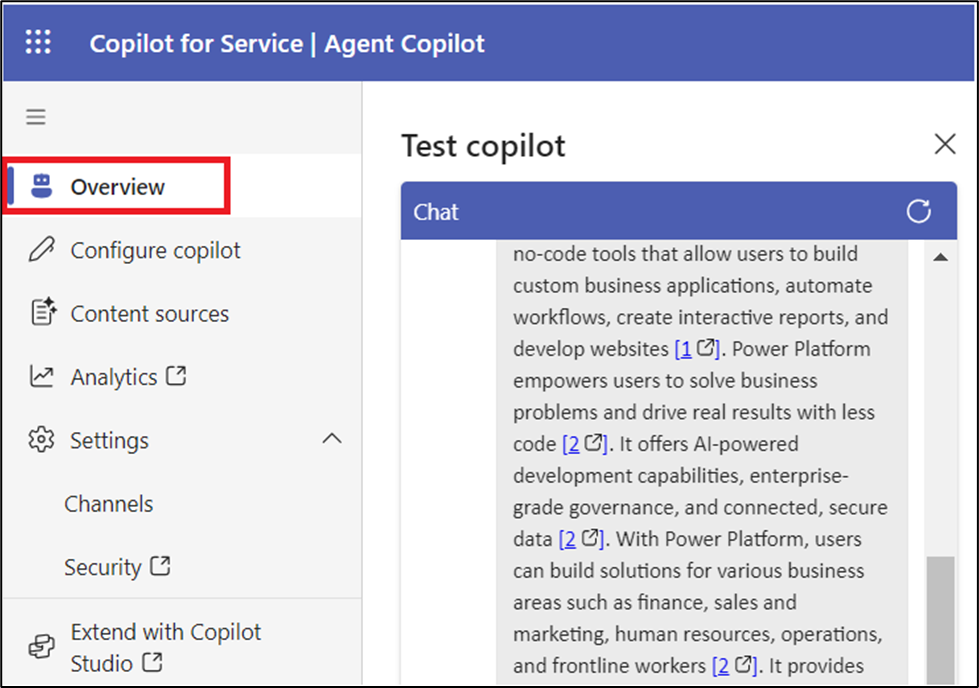 Copilot for Service | Agent Copilot
Overview
Configure copilot
Content sources
Analytics
Settings
Channels
Security
Extend with Copilot
Studio
Test copilot
Chat
no-code tools that allow users to build
custom business applications, automate
workflows, create interactive reports, and
develop websites [1]. Power Platform
empowers users to solve business
problems and drive real results with less
code [2]. It offers AI-powered
development capabilities, enterprise-
grade governance, and connected, secure
data [2]. With Power Platform, users
can build solutions for various business
areas such as finance, sales and
marketing, human resources, operations,
and frontline workers [2]. It provides